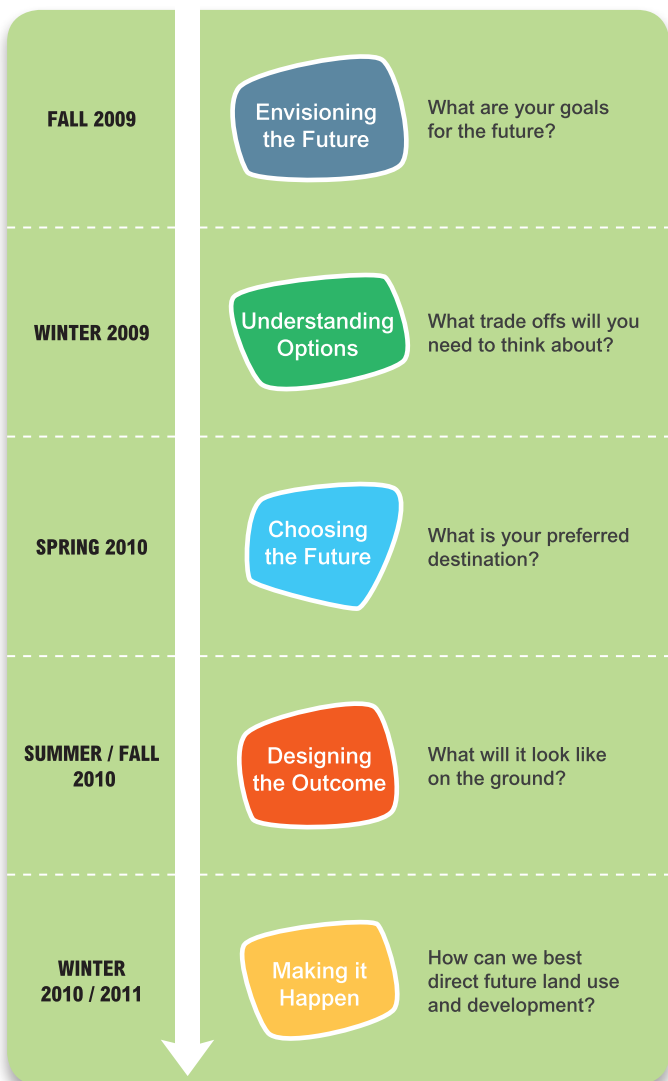 FALL 2009
Envisioning
the Future
What are your goals
for the future?
WINTER 2009
Understanding
Options
What trade offs will you
need to think about?
SPRING 2010
Choosing
the Future
What is your preferred
destination?
SUMMER / FALL
2010
Designing
the Outcome
What will it look like
on the ground?
WINTER
2010 / 2011
Making it
Happen
How can we best
direct future land use
and development?